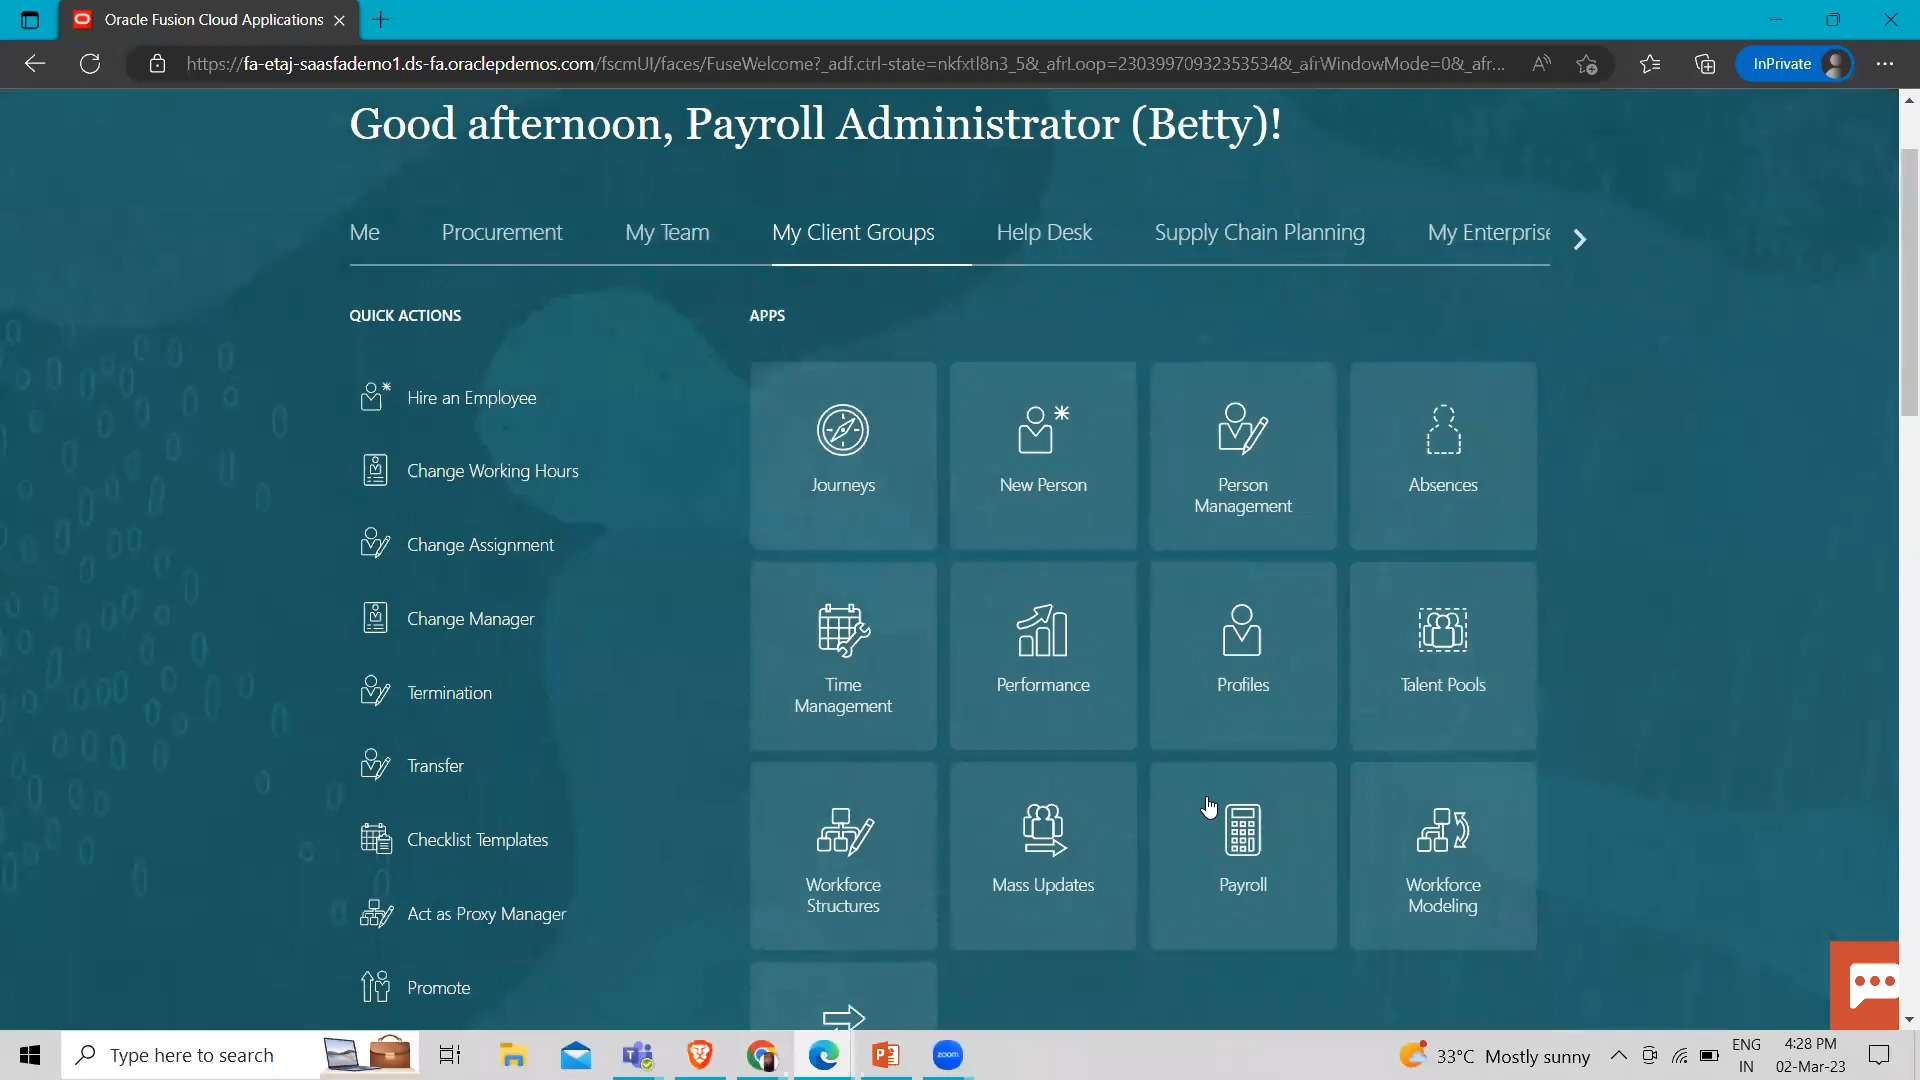 Oracle Fusion Cloud Applications
https://fa-etaj-saasfademo1.ds-fa.oraclepdemos.com/fscmUI/faces/FuseWelcome?_adf.ctrl-state=nkfxtl8n3_5&_afrLoop=230399709323535534&_afrWindowMode=0&_afr...
InPrivate
Good afternoon, Payroll Administrator (Betty)!
Me Procurement My Team My Client Groups Help Desk Supply Chain Planning My Enterprise
QUICK ACTIONS
Hire an Employee
Change Working Hours
Change Assignment
Change Manager
Termination
Transfer
Checklist Templates
Act as Proxy Manager
Promote
APPS
Journeys
New Person
Person
Management
Absences
Time
Management
Performance
Profiles
Talent Pools
Workforce
Structures
Mass Updates
Payroll
Workforce
Modeling
Type here to search
zoom
33°C Mostly sunny
ENG
IN
4:28 PM
02-Mar-23